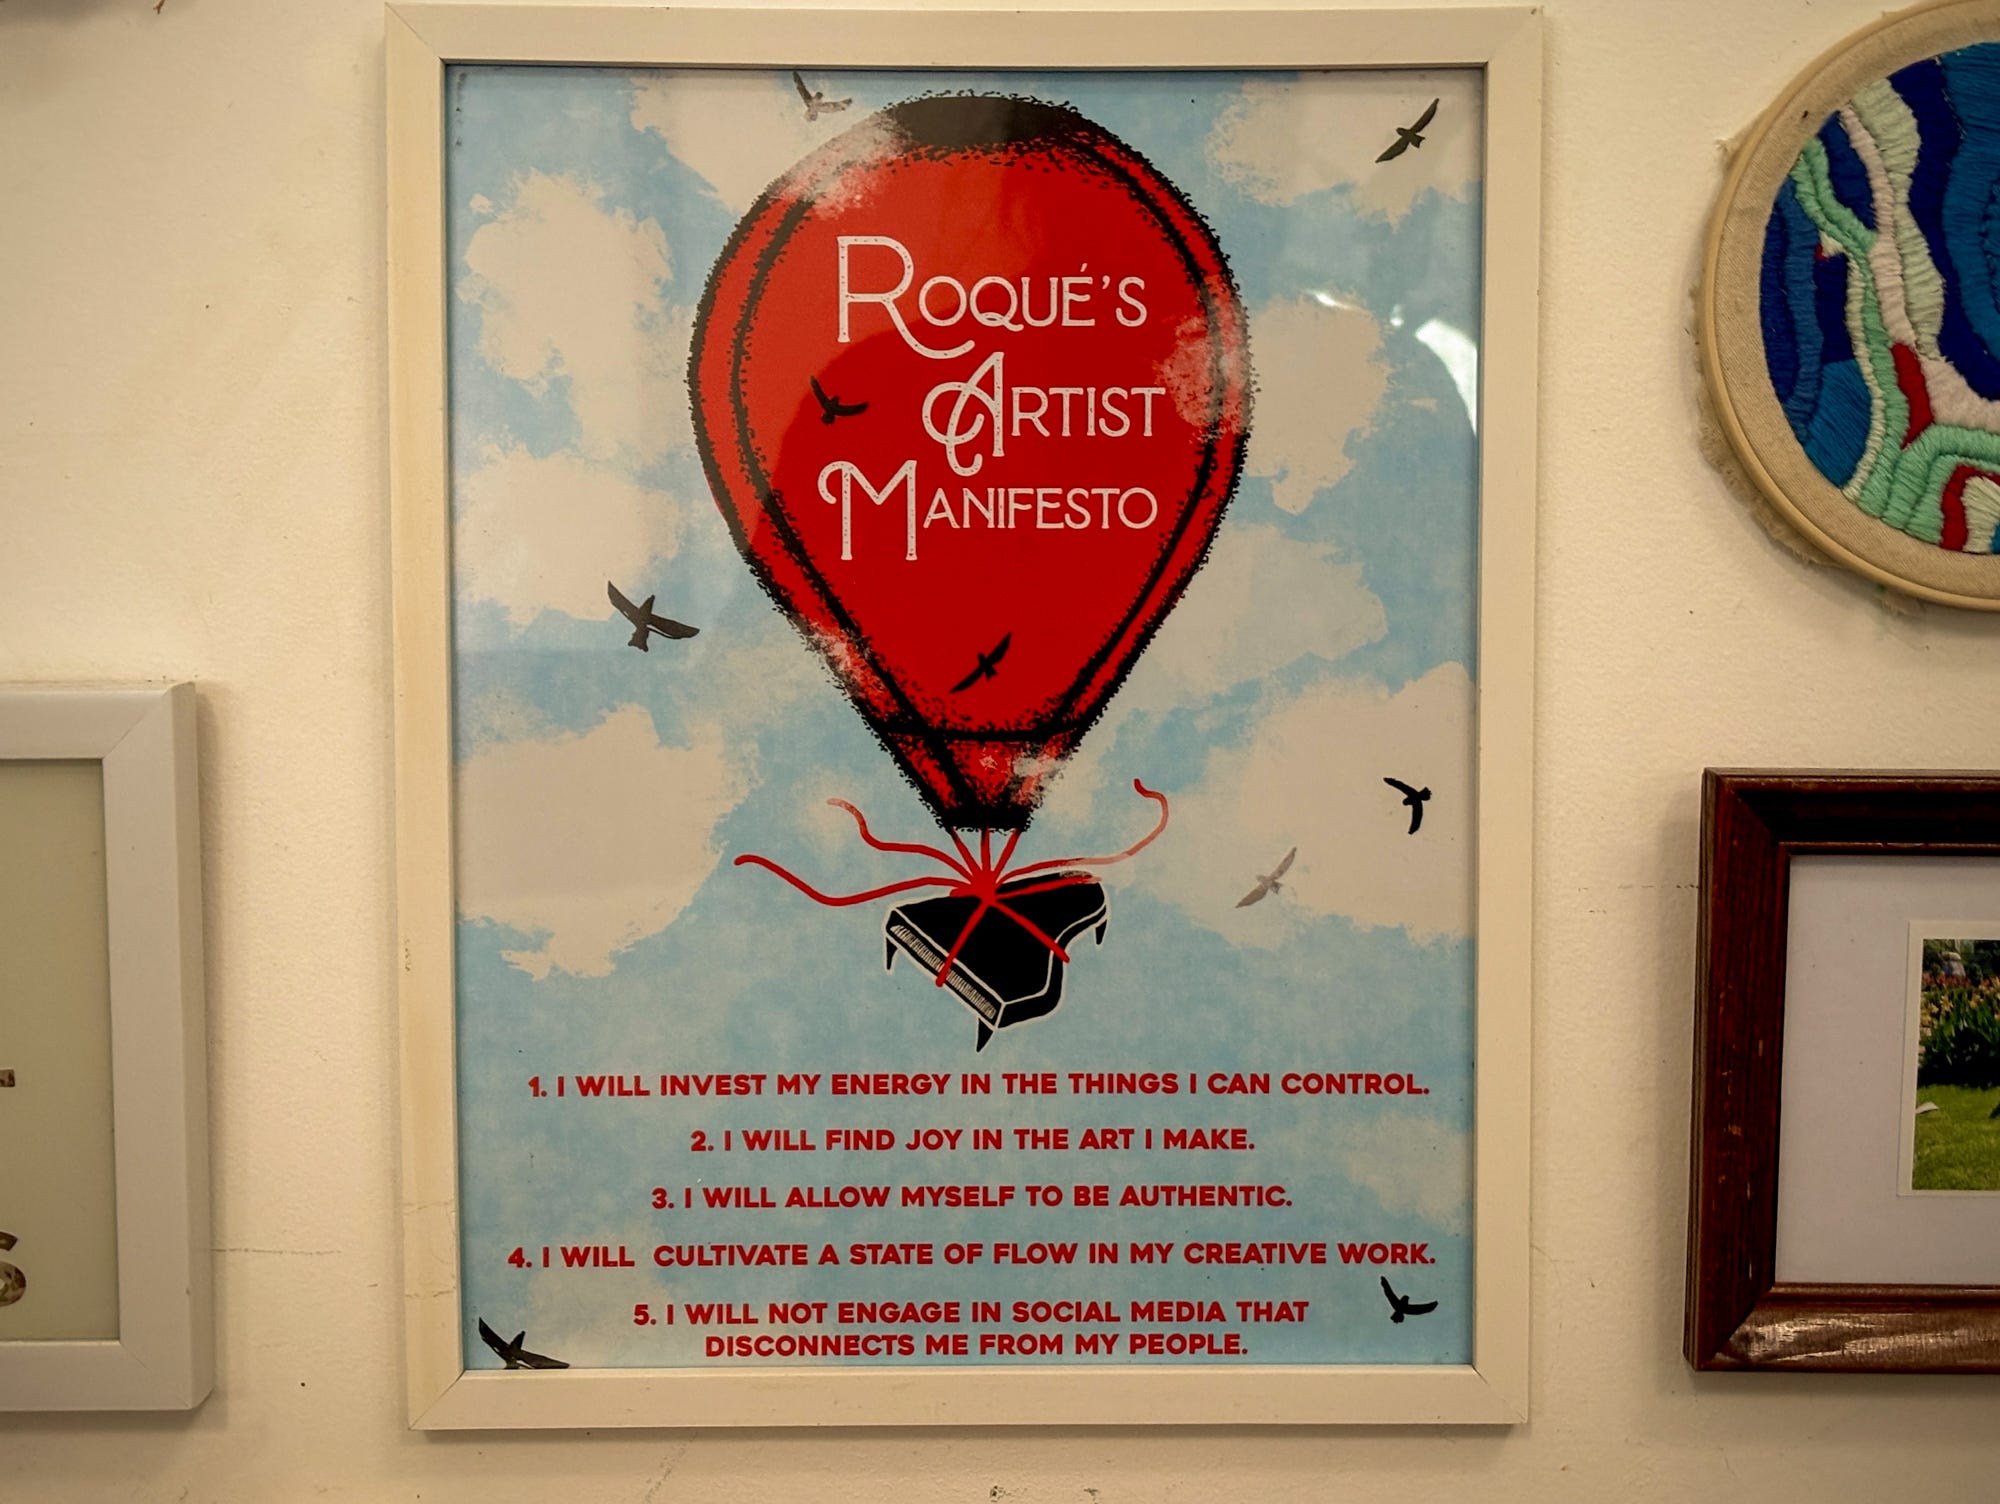 ROQUÉ'S
ARTIST
MANIFESTO
1. I WILL INVEST MY ENERGY IN THE THINGS I CAN CONTROL.
2. I WILL FIND JOY IN THE ART I MAKE.
3. I WILL ALLOW MYSELF TO BE AUTHENTIC.
4. I WILL  CULTIVATE A STATE OF FLOW IN MY CREATIVE WORK.
5. I WILL NOT ENGAGE IN SOCIAL MEDIA THAT
DISCONNECTS ME FROM MY PEOPLE.